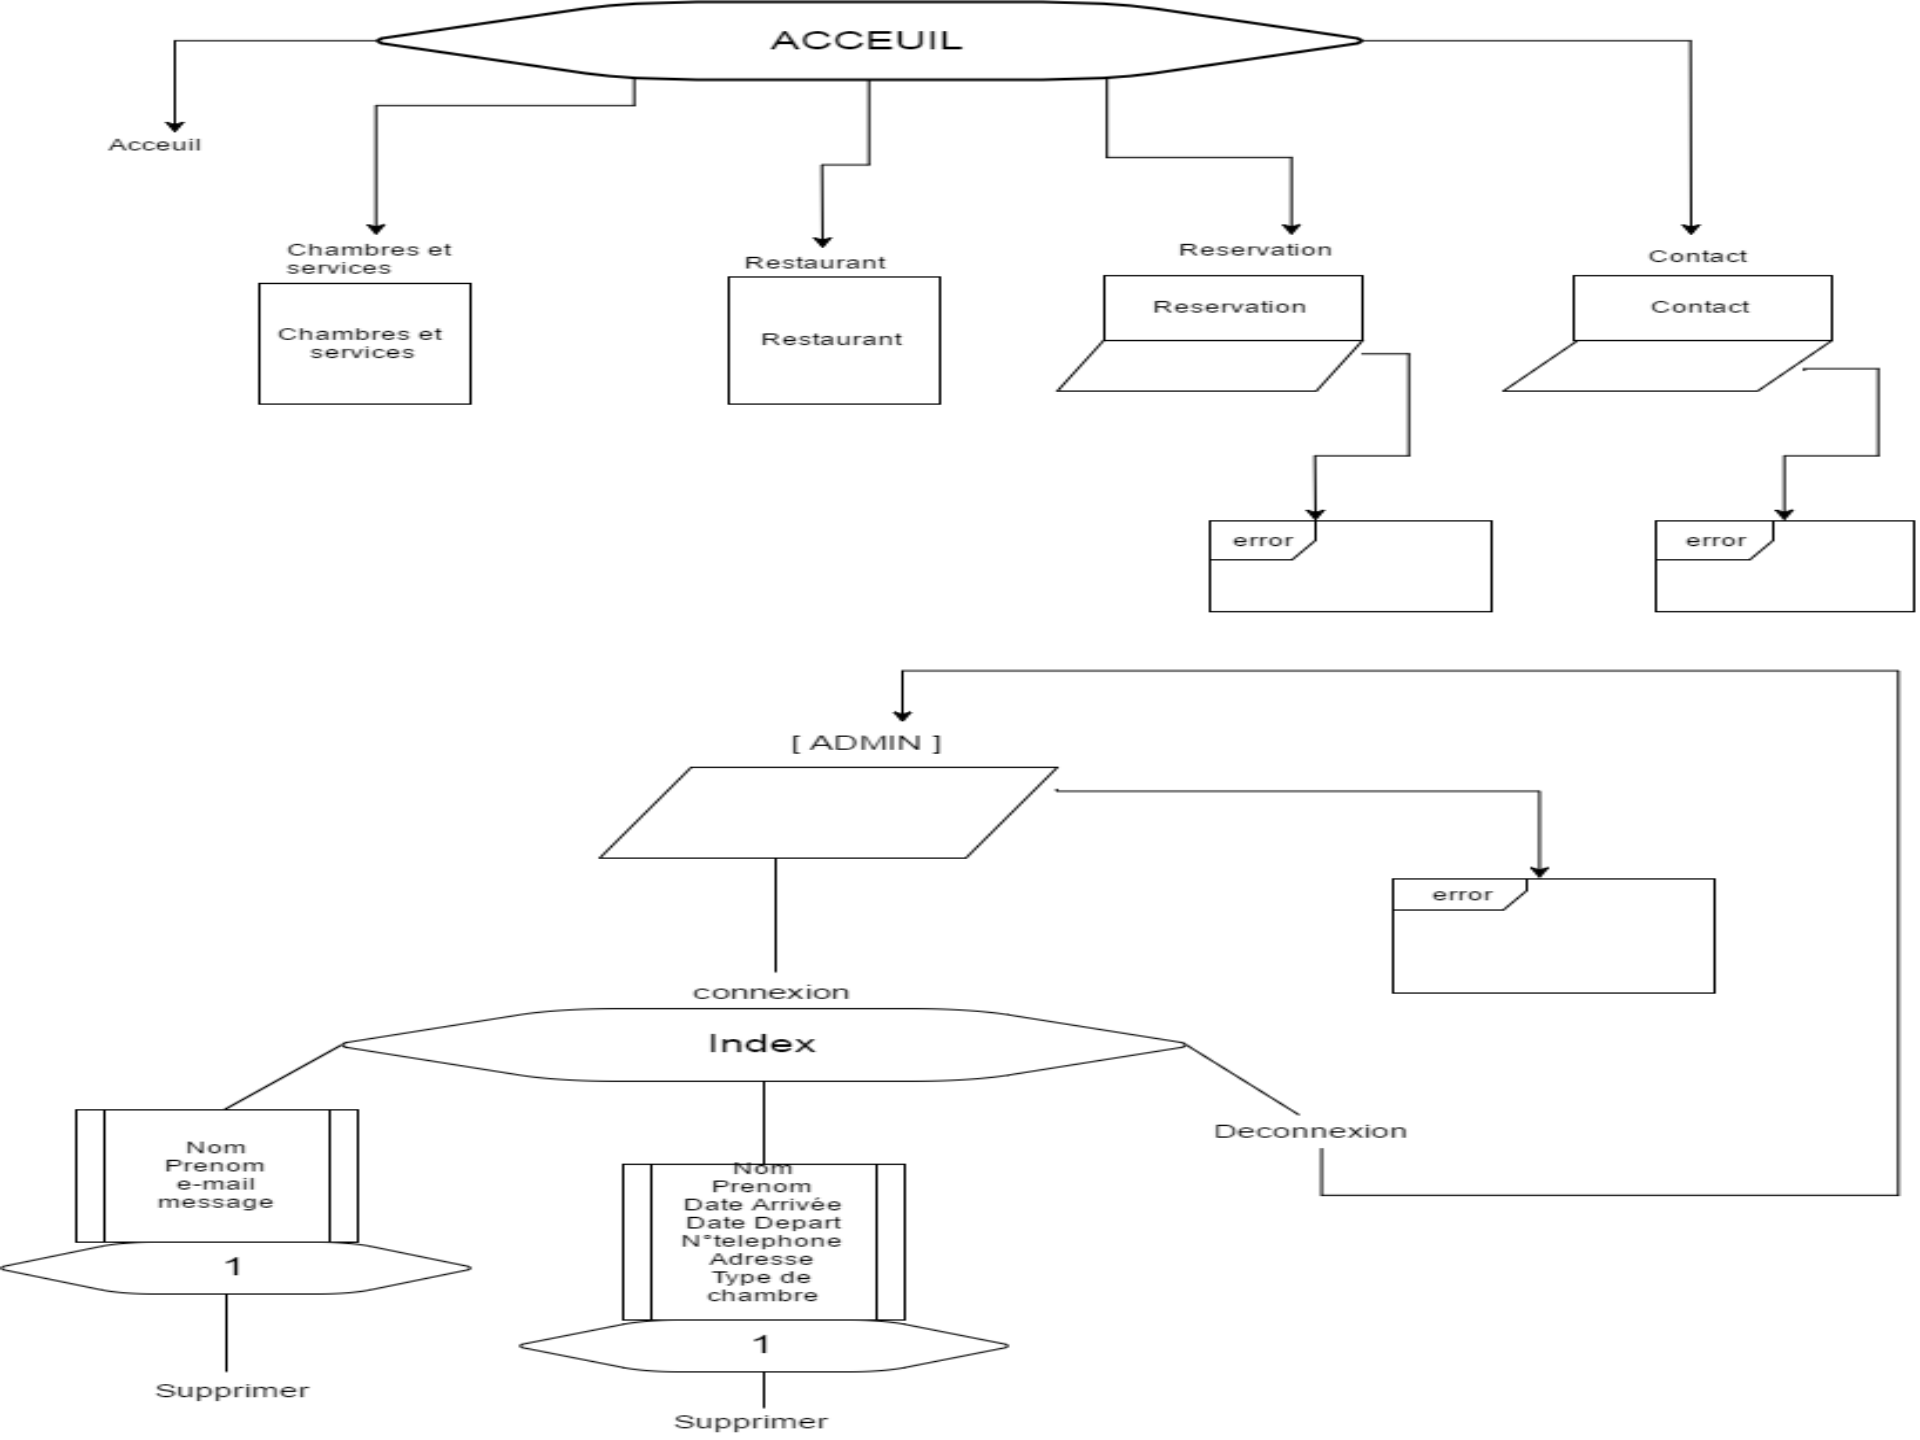 ACCEUIL
Acceuil
Chambres et
services
Restaurant
Reservation
Contact
Chambres et
services
Restaurant
Reservation
Contact
error
error
[ ADMIN ]
error
connexion
Index
Deconnexion
Nom
Prenom
e-mail
message
1
Supprimer
Nom
Prenom
Date Arrivée
Date Depart
N°telephone
Adresse
Type de
chambre
1
Supprimer